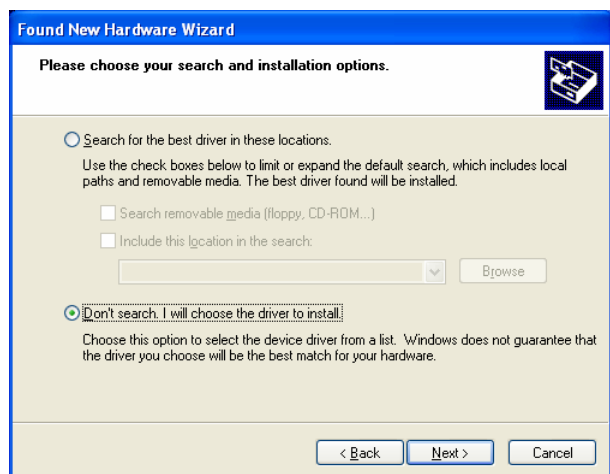 Found New Hardware Wizard
Please choose your search and installation options.
Search for the best driver in these locations.
Use the check boxes below to limit or expand the default search, which includes local
paths and removable media. The best driver found will be installed.
Search removable media (floppy, CD-ROM...)
Include this location in the search:
Browse
Don't search. I will choose the driver to install.
Choose this option to select the device driver from a list. Windows does not guarantee that
the driver you choose will be the best match for your hardware.
< Back Next > Cancel